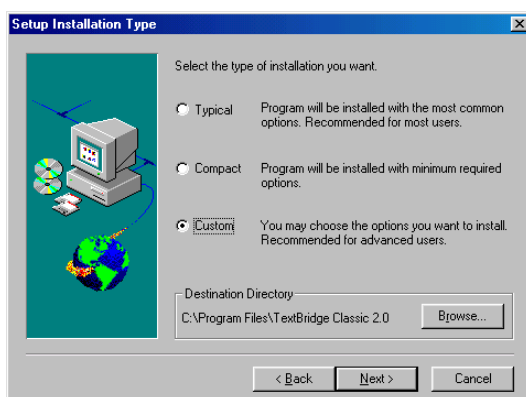 Setup Installation Type
Select the type of installation you want.
Typical
Program will be installed with the most common
options. Recommended for most users.
Compact
Program will be installed with minimum required
options.
Custom
You may choose the options you want to install.
Recommended for advanced users.
Destination Directory
C:\Program Files\TextBridge Classic 2.0
Browse...
< Back
Next >
Cancel